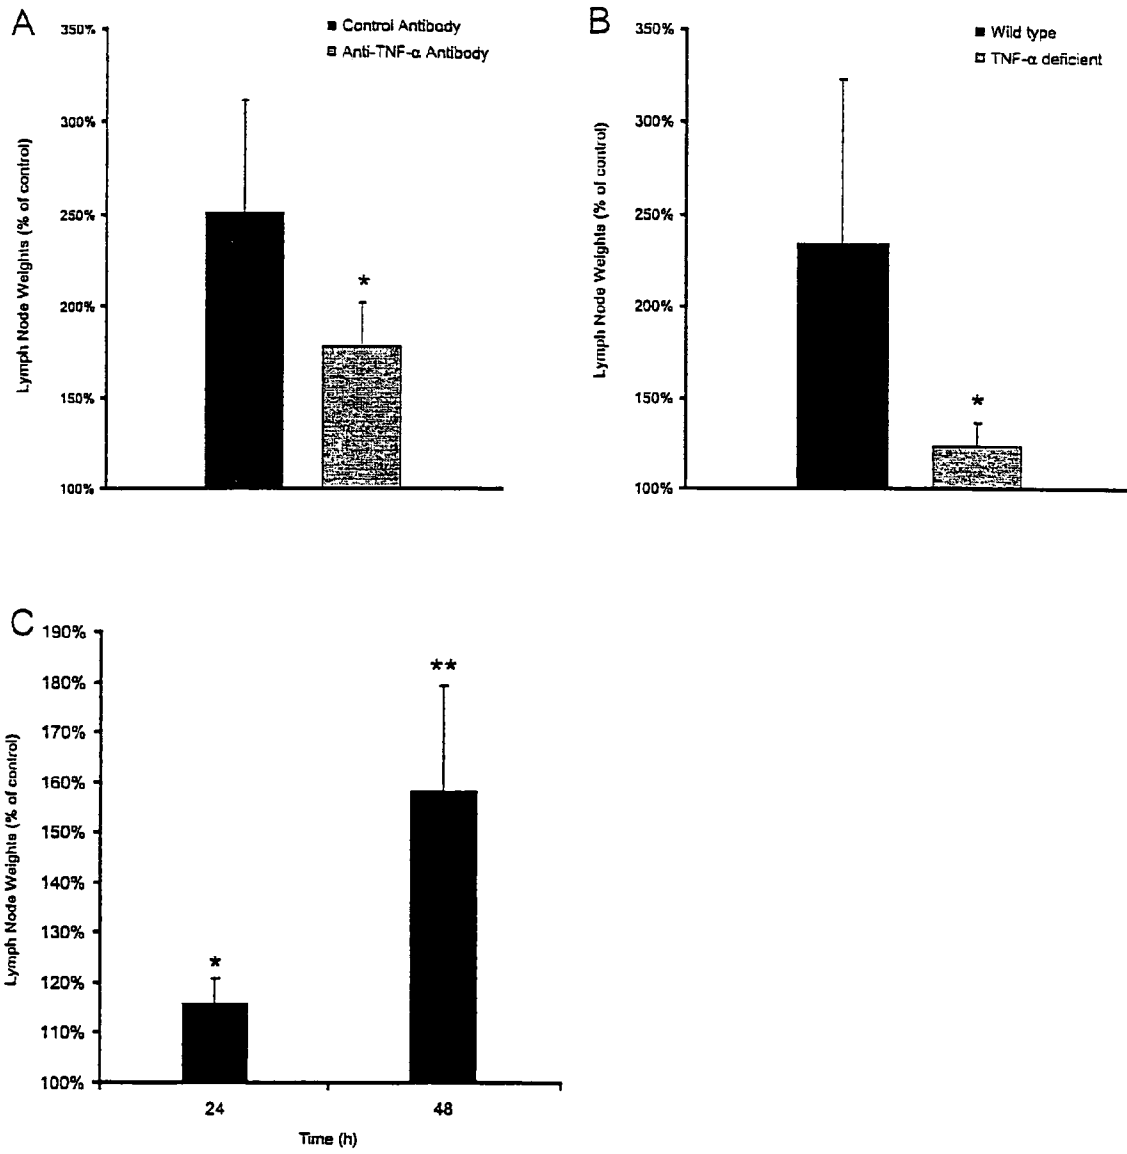 A
350%
300%
250%
200%
150%
100%
Lymph Node Weights (% of control)
Control Antibody
Anti-TNF-α Antibody
*
B
350%
300%
250%
200%
150%
100%
Lymph Node Weights (% of control)
Wild type
TNF-α deficient
*
C
190%
180%
170%
160%
150%
140%
130%
120%
110%
100%
Lymph Node Weights (% of control)
*
**
24
48
Time (h)